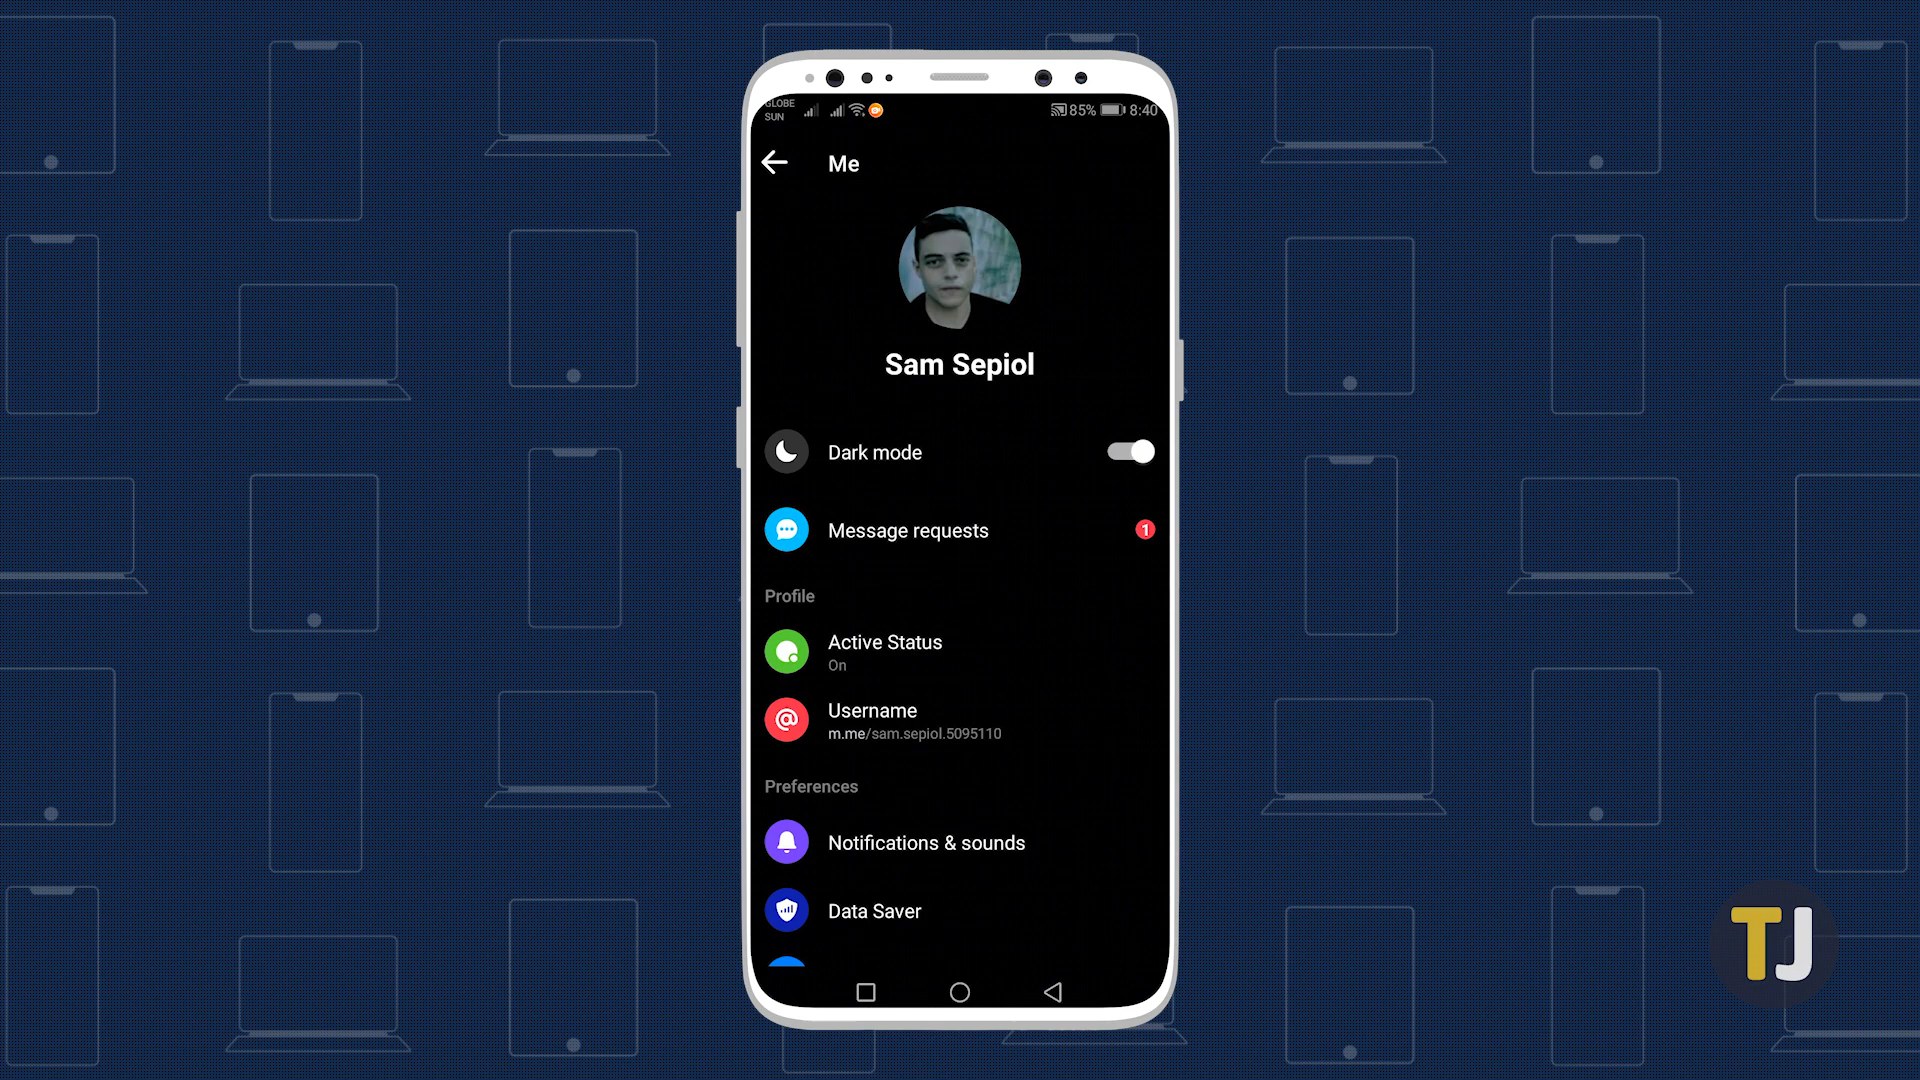 GLOBE
SUN
85%
8:40
Me
Sam Sepiol
Dark mode
Message requests
1
Profile
Active Status
On
Username
m.me/sam.sepiol.5095110
Preferences
Notifications & sounds
Data Saver
TJ